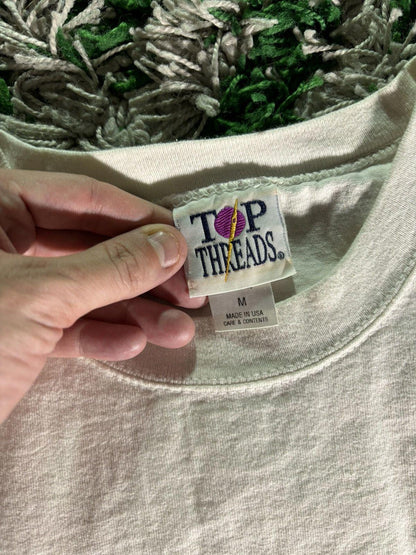 TOP
THREADS®
M
MADE IN USA
CARE & CONTENTS